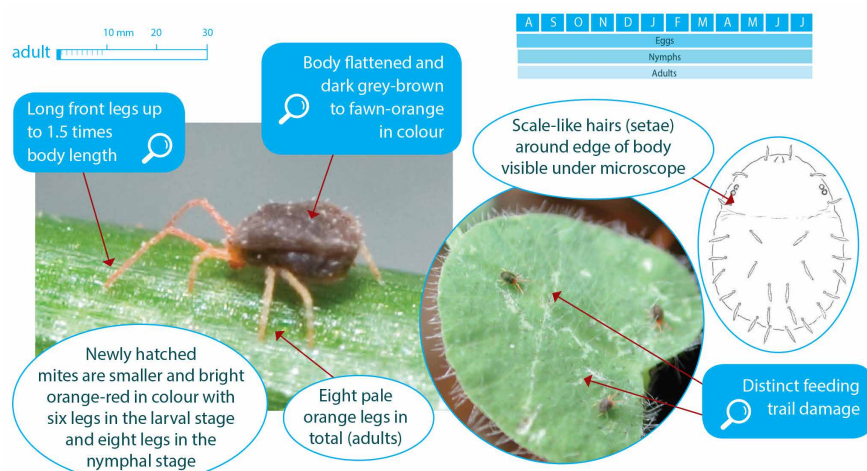 10 mm 20 30
adult
Long front legs up
to 1.5 times
body length
Body flattened and
dark grey-brown
to fawn-orange
in colour
A S O N D J F M A M J J
Eggs
Nymphs
Adults
Scale-like hairs (setae)
around edge of body
visible under microscope
Newly hatched
mites are smaller and bright
orange-red in colour with
six legs in the larval stage
and eight legs in the
nymphal stage
Eight pale
orange legs in
total (adults)
Distinct feeding
trail damage